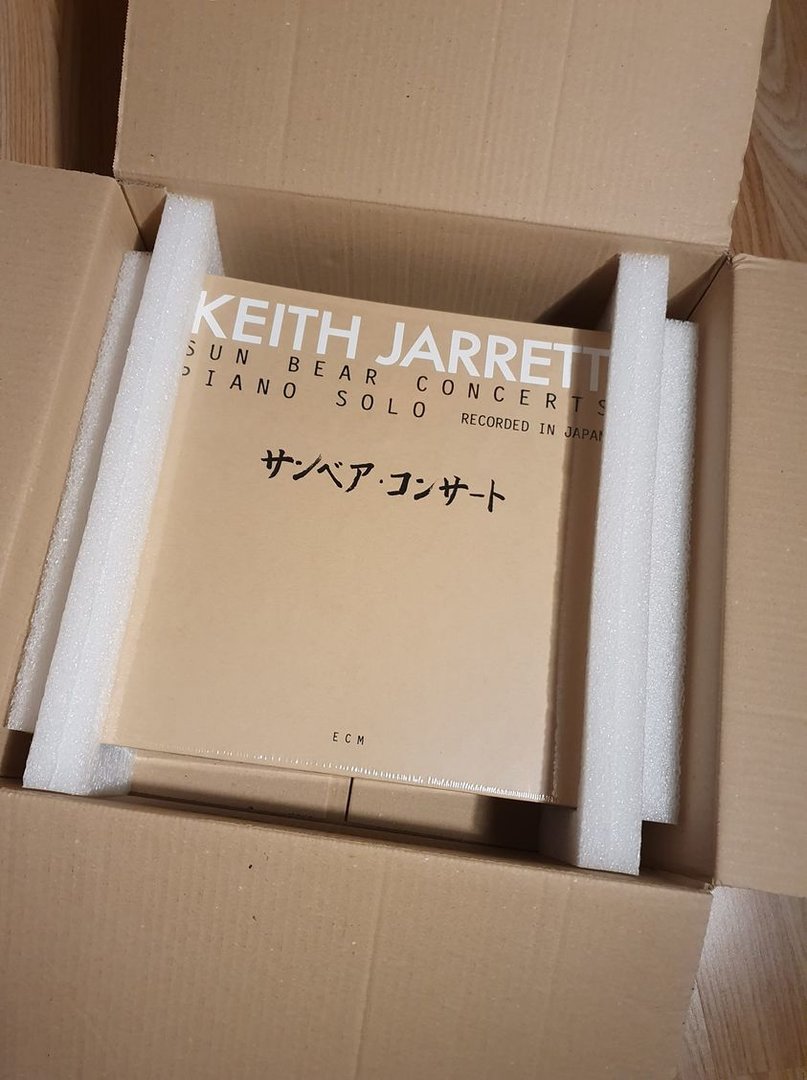 KEITH JARRETT
SUN BEAR CONCERTS
PIANO SOLO
RECORDED IN JAPAN
サンベア・コンサート
ECM